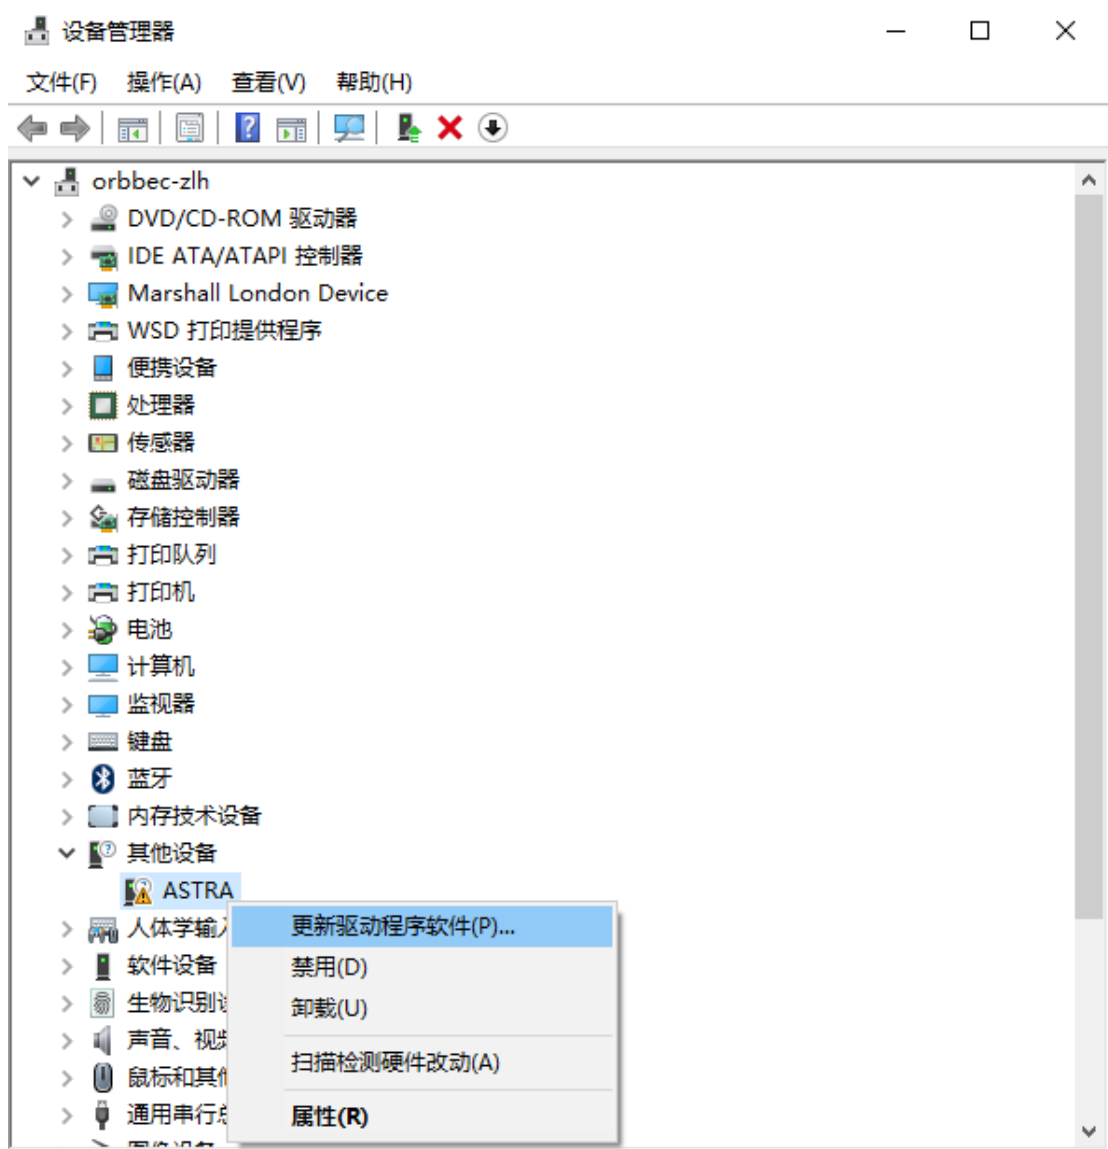 设备管理器
文件(F) 操作(A) 查看(V) 帮助(H)
orbbec-zlh
DVD/CD-ROM 驱动器
IDE ATA/ATAPI 控制器
Marshall London Device
WSD 打印提供程序
便携设备
处理器
传感器
磁盘驱动器
存储控制器
打印队列
打印机
电池
计算机
监视器
键盘
蓝牙
内存技术设备
其他设备
ASTRA
人体学输
更新驱动程序软件(P)...
软件设备
禁用(D)
生物识别
卸载(U)
声音、视
扫描检测硬件改动(A)
鼠标和其
通用串行
属性(R)